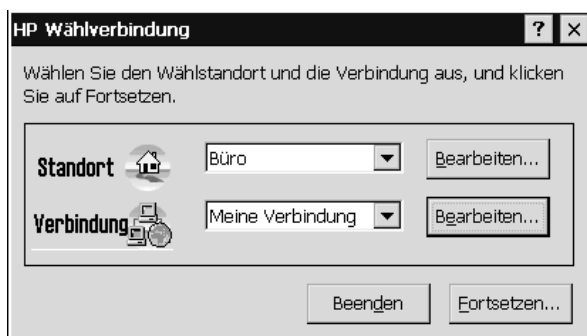 HP Wählverbindung ? ×
Wählen Sie den Wählstandort und die Verbindung aus, und klicken
Sie auf Fortsetzen.
Standort Büro Bearbeiten...
Verbindung Meine Verbindung Bearbeiten...
Beenden Fortsetzen...